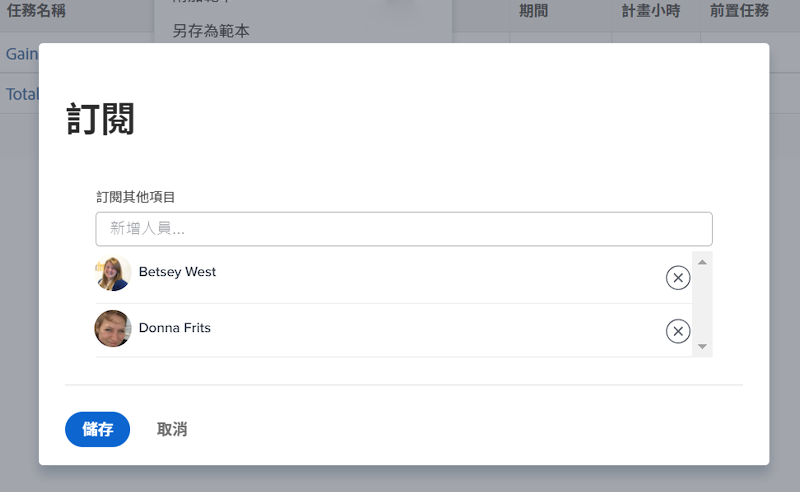 任務名稱
期間
計畫小時
前置任務
另存為範本
Gain
Total
訂閱
訂閱其他項目
新增人員...
Betsey West
Donna Frits
儲存
取消